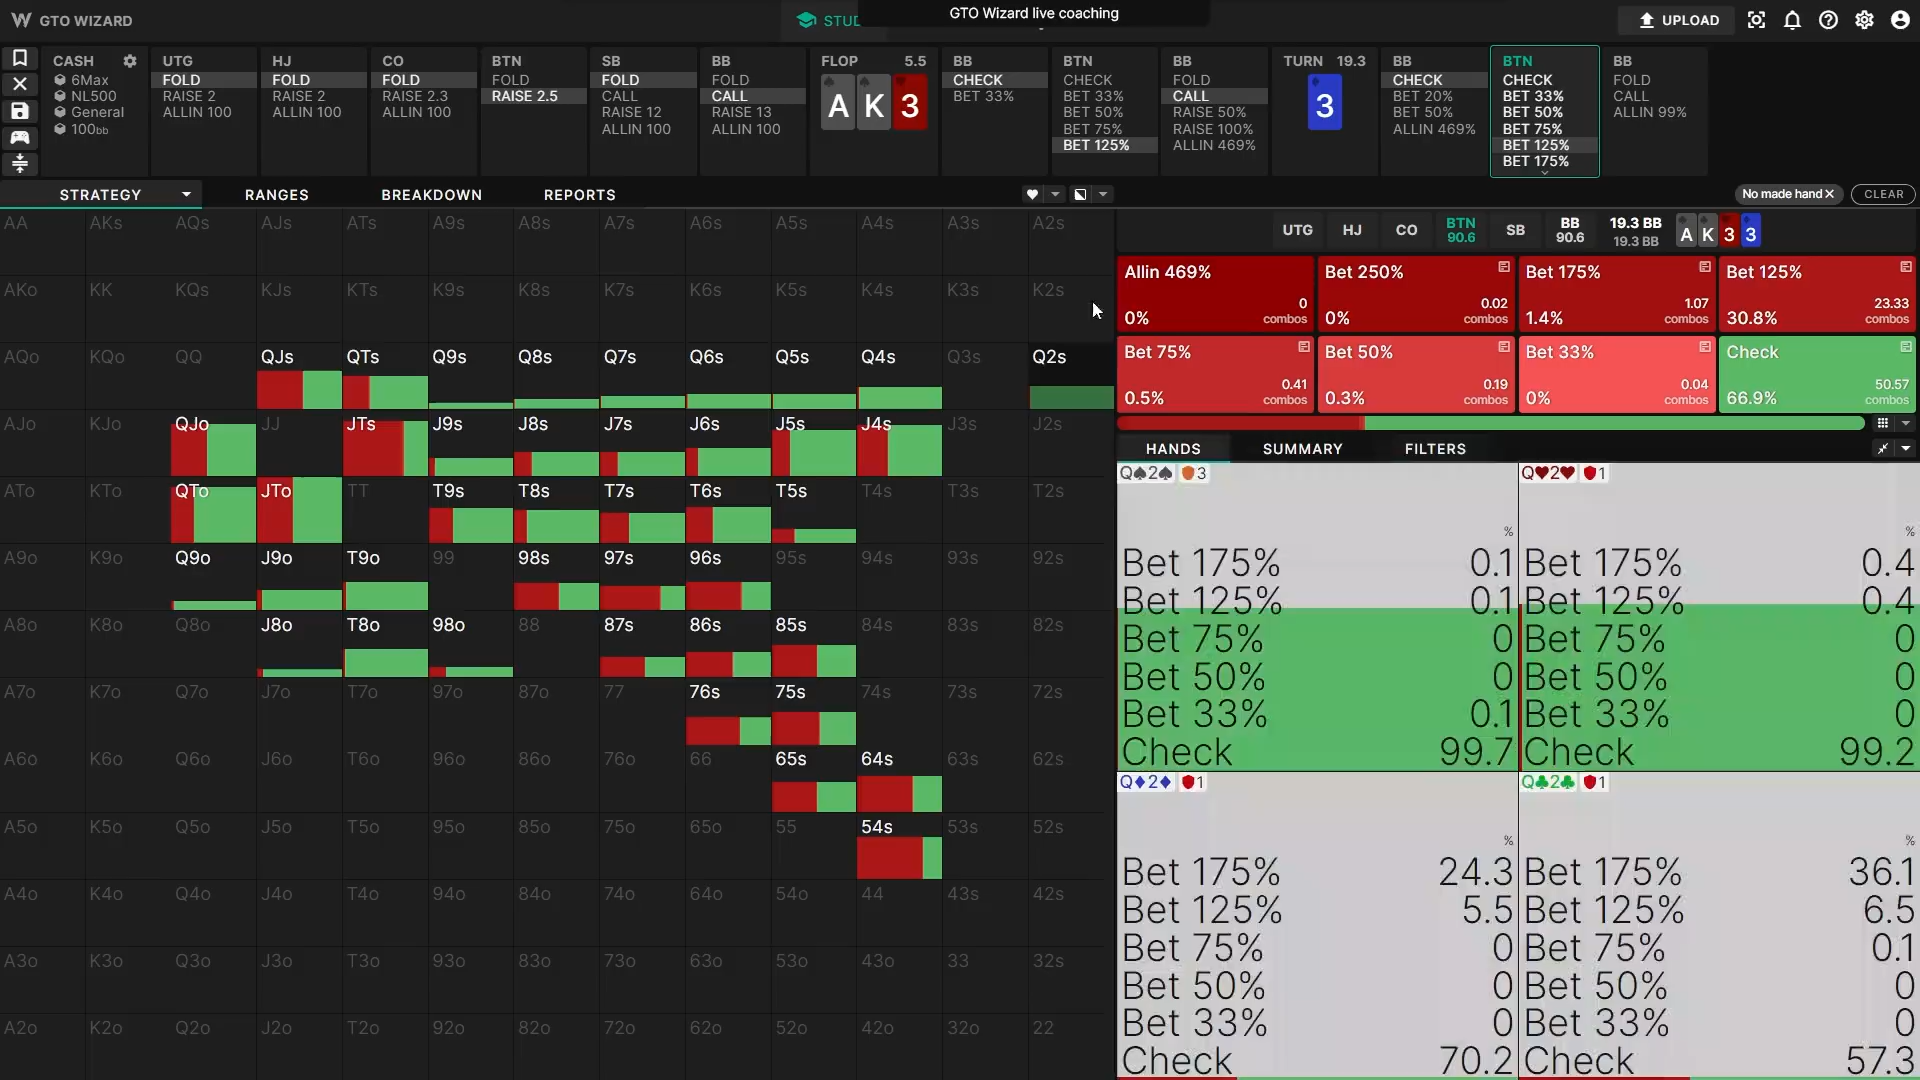 GTO WIZARD
STUD
GTO Wizard live coaching
UPLOAD
CASH
6Max
NL500
General
100bb
UTG
FOLD
RAISE 2
ALLIN 100
HJ
FOLD
RAISE 2
ALLIN 100
CO
FOLD
RAISE 2.3
ALLIN 100
BTN
FOLD
RAISE 2.5
SB
FOLD
CALL
RAISE 12
ALLIN 100
BB
FOLD
CALL
RAISE 13
ALLIN 100
FLOP 5.5
A K 3
BB
CHECK
BET 33%
BTN
CHECK
BET 33%
BET 50%
BET 75%
BET 125%
BB
FOLD
CALL
RAISE 50%
RAISE 100%
ALLIN 469%
TURN 19.3
3
BB
CHECK
BET 20%
BET 50%
ALLIN 469%
BTN
CHECK
BET 33%
BET 50%
BET 75%
BET 125%
BET 175%
BB
FOLD
CALL
ALLIN 99%
STRATEGY RANGES BREAKDOWN REPORTS
No made hand
CLEAR
AA AKs AQs AJs ATs A9s A8s A7s A6s A5s A4s A3s A2s
AKo KK KQs KJs KTs K9s K8s K7s K6s K5s K4s K3s K2s
AQo KQo QQ QJs QTs Q9s Q8s Q7s Q6s Q5s Q4s Q3s Q2s
AJo KJo QJo JJ JTs J9s J8s J7s J6s J5s J4s J3s J2s
ATo KTo QTo JTo TT T9s T8s T7s T6s T5s T4s T3s T2s
A9o K9o Q9o J9o T9o 99 98s 97s 96s 95s 94s 93s 92s
A8o K8o Q8o J8o T8o 98o 88 87s 86s 85s 84s 83s 82s
A7o K7o Q7o J7o T7o 97o 87o 77 76s 75s 74s 73s 72s
A6o K6o Q6o J6o T6o 96o 86o 76o 66 65s 64s 63s 62s
A5o K5o Q5o J5o T5o 95o 85o 75o 65o 55 54s 53s 52s
A4o K4o Q4o J4o T4o 94o 84o 74o 64o 54o 44 43s 42s
A3o K3o Q3o J3o T3o 93o 83o 73o 63o 53o 43o 33 32s
A2o K2o Q2o J2o T2o 92o 82o 72o 62o 52o 42o 32o 22
UTG HJ CO BTN 90.6 SB BB 90.6
19.3 BB
19.3 BB
A K 3 3
Allin 469%
0
0% combos
Bet 250%
0.02
0% combos
Bet 175%
1.07
1.4% combos
Bet 125%
23.33
30.8% combos
Bet 75%
0.41
0.5% combos
Bet 50%
0.19
0.3% combos
Bet 33%
0.04
0% combos
Check
50.57
66.9% combos
HANDS SUMMARY FILTERS
Q♠2♠ 3
%
Bet 175% 0.1
Bet 125% 0.1
Bet 75% 0
Bet 50% 0
Bet 33% 0.1
Check 99.7
Q♥2♥ 1
%
Bet 175% 0.4
Bet 125% 0.4
Bet 75% 0
Bet 50% 0
Bet 33% 0
Check 99.2
Q♦2♦ 1
%
Bet 175% 24.3
Bet 125% 5.5
Bet 75% 0
Bet 50% 0
Bet 33% 0
Check 70.2
Q♣2♣ 1
%
Bet 175% 36.1
Bet 125% 6.5
Bet 75% 0.1
Bet 50% 0
Bet 33% 0
Check 57.3